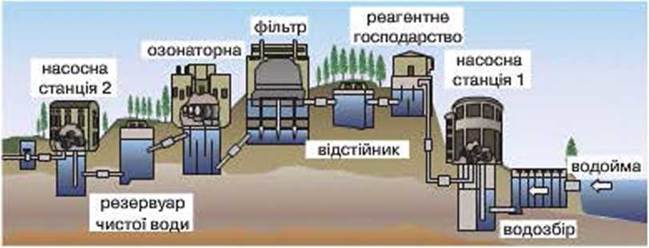 фільтр
реагентне
господарство
озонаторна
насосна
станція 2
насосна
станція 1
відстійник
водойма
резервуар
чистої води
водозбір